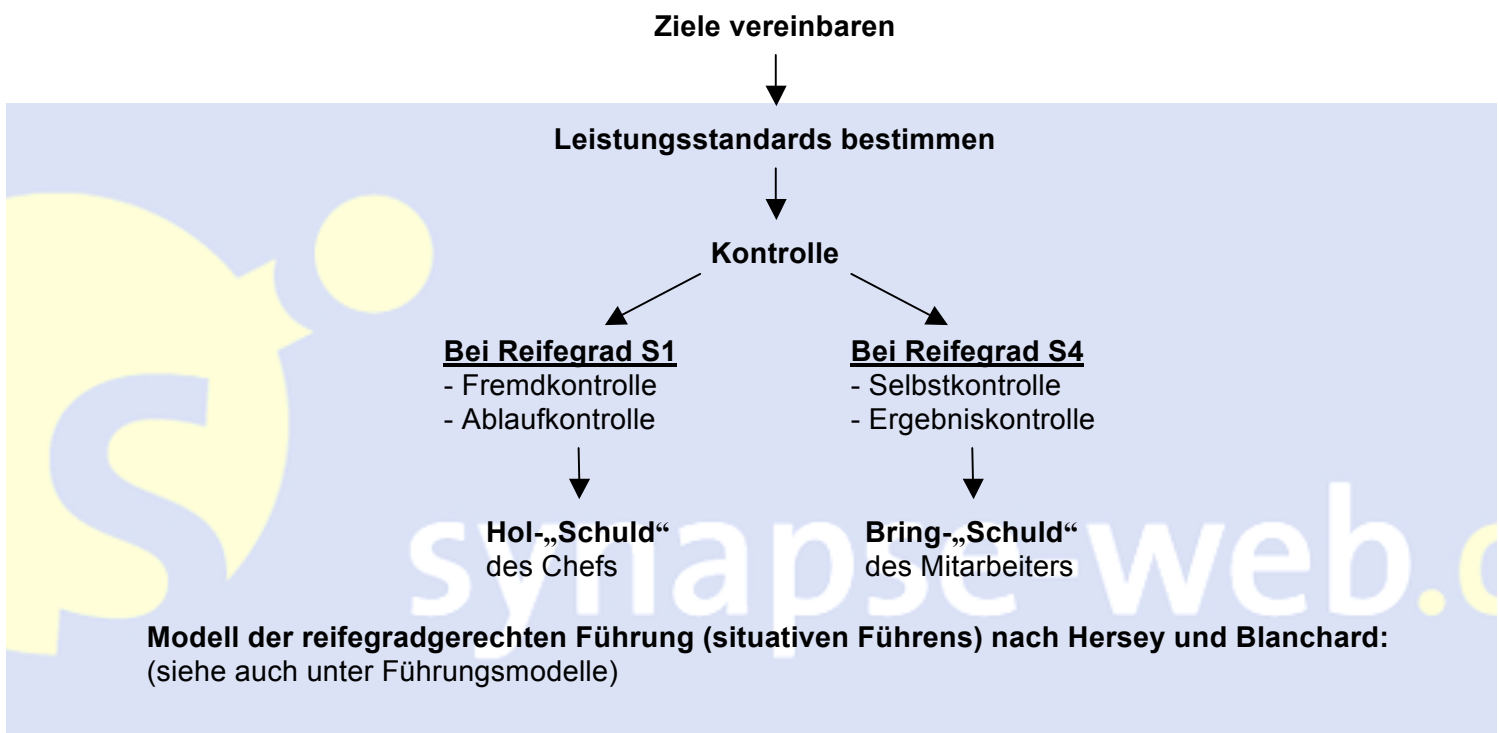 Ziele vereinbaren
Leistungsstandards bestimmen
Kontrolle
Bei Reifegrad S1
- Fremdkontrolle
- Ablaufkontrolle
Bei Reifegrad S4
- Selbstkontrolle
- Ergebniskontrolle
Hol-„Schuld“
des Chefs
Bring-„Schuld“
des Mitarbeiters
S synapse-web.c
Modell der reifegradgerechten Führung (situativen Führens) nach Hersey und Blanchard:
(siehe auch unter Führungsmodelle)